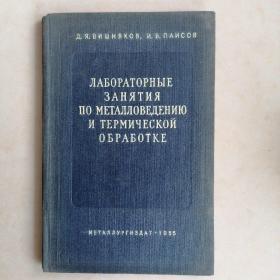 Д. Я. ВИШНЯКОВ, И. В. ПАИСОВ
ЛАБОРАТОРНЫЕ
ЗАНЯТИЯ
ПО МЕТАЛЛОВЕДЕНИЮ
И ТЕРМИЧЕСКОЙ
ОБРАБОТКЕ
МЕТАЛЛУРГИЗДАТ · 1955